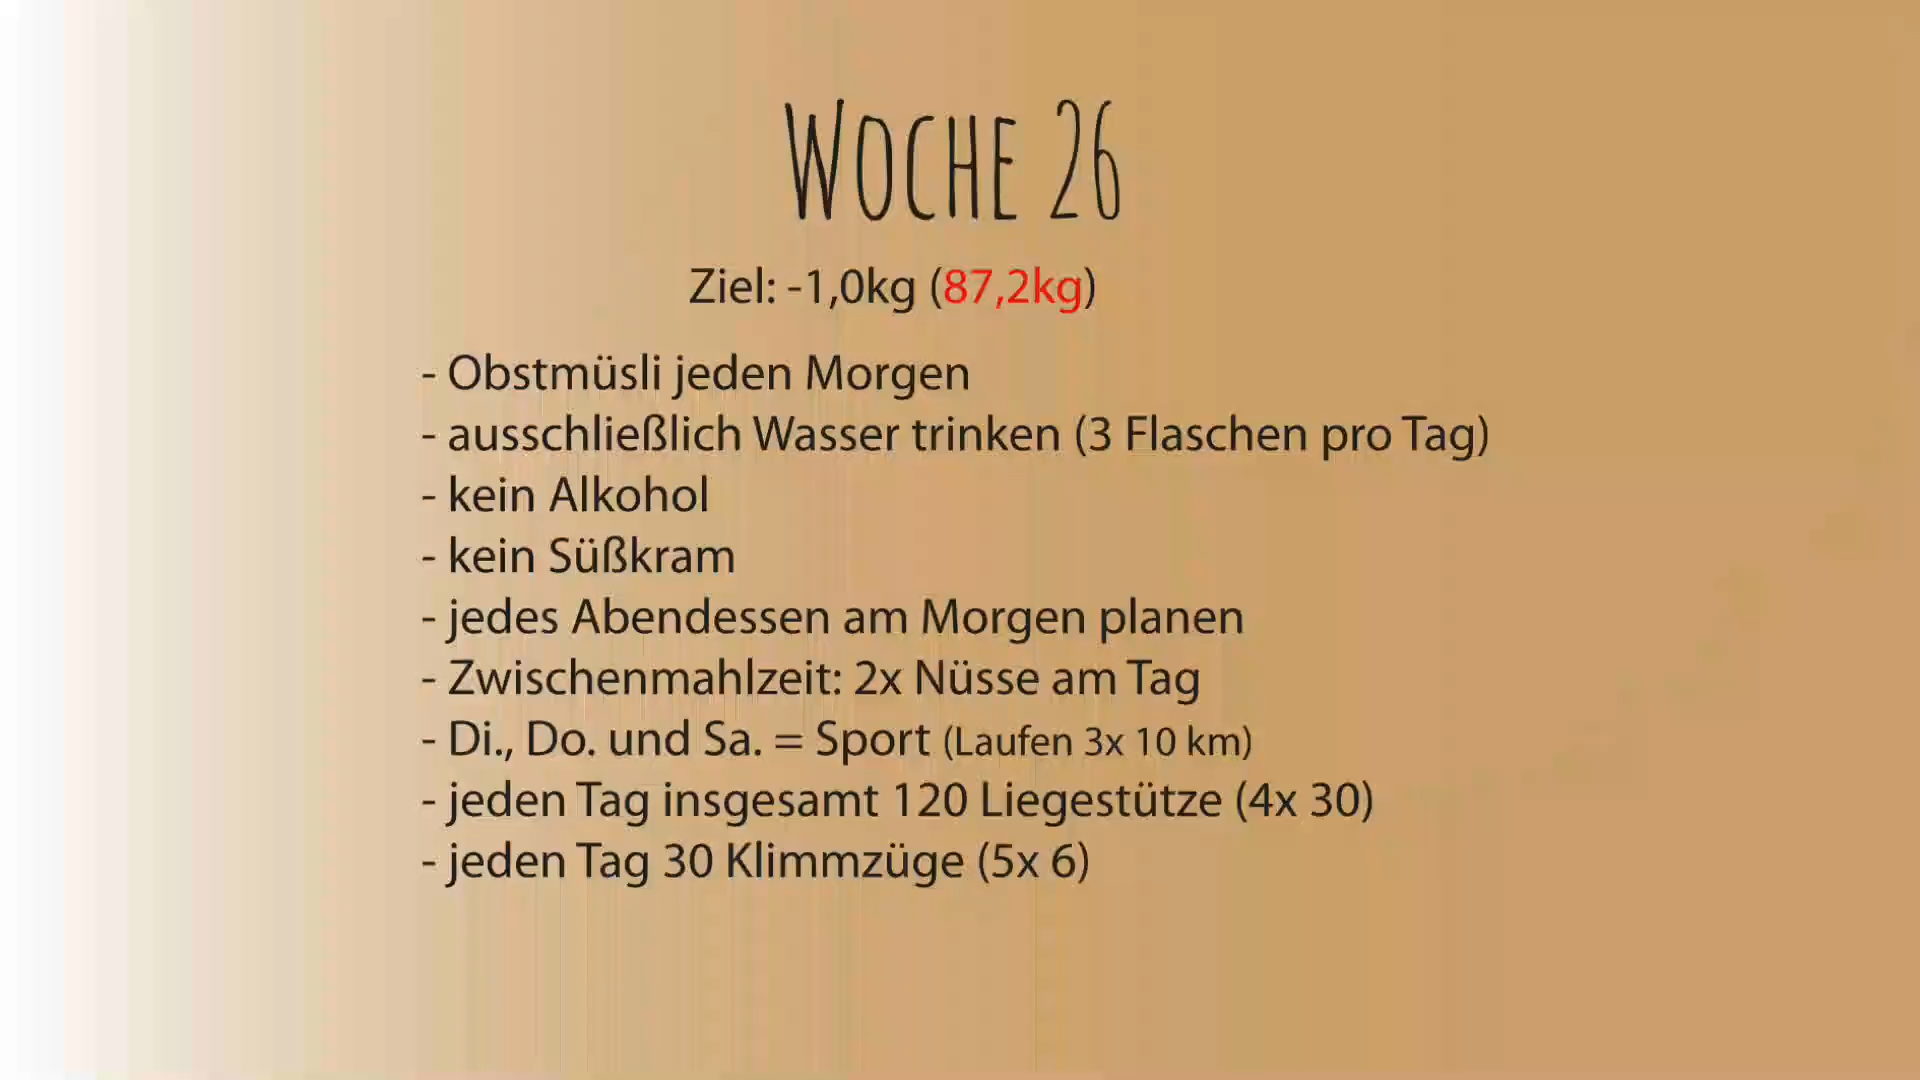 WOCHE 26
Ziel: -1,0kg (87,2kg)
- Obstmüsli jeden Morgen
- ausschließlich Wasser trinken (3 Flaschen pro Tag)
- kein Alkohol
- kein Süßkram
- jedes Abendessen am Morgen planen
- Zwischenmahlzeit: 2x Nüsse am Tag
- Di., Do. und Sa. = Sport (Laufen 3x 10 km)
- jeden Tag insgesamt 120 Liegestütze (4x 30)
- jeden Tag 30 Klimmzüge (5x 6)